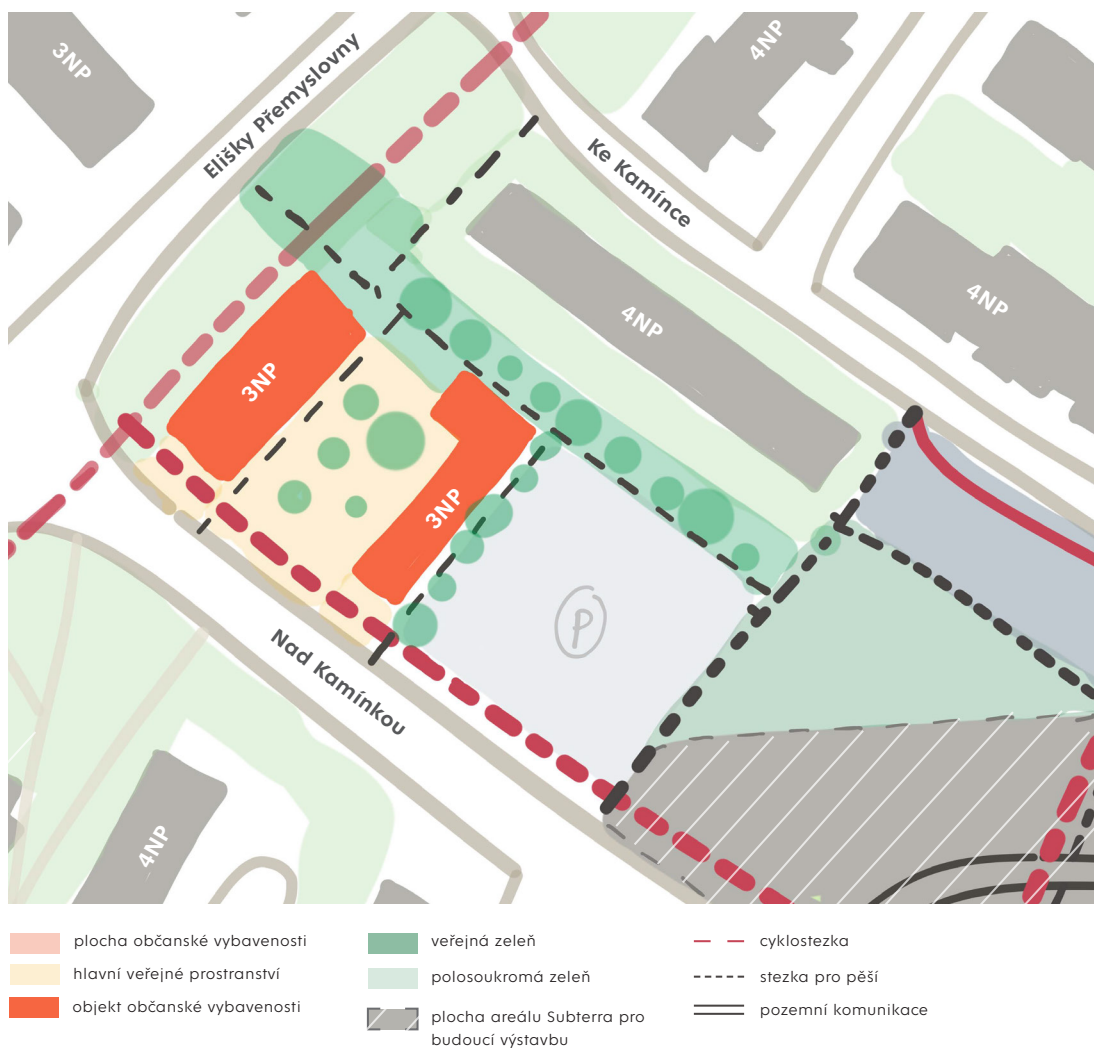 3NP
4NP
Elišky Přemyslovny
Ke Kamínce
4NP
4NP
3NP
3NP
P
Nad Kamínkou
4NP
plocha občanské vybavenosti
hlavní veřejné prostranství
objekt občanské vybavenosti
veřejná zeleň
polosoukromá zeleň
plocha areálu Subterra pro
budoucí výstavbu
cyklostezka
stezka pro pěší
pozemní komunikace